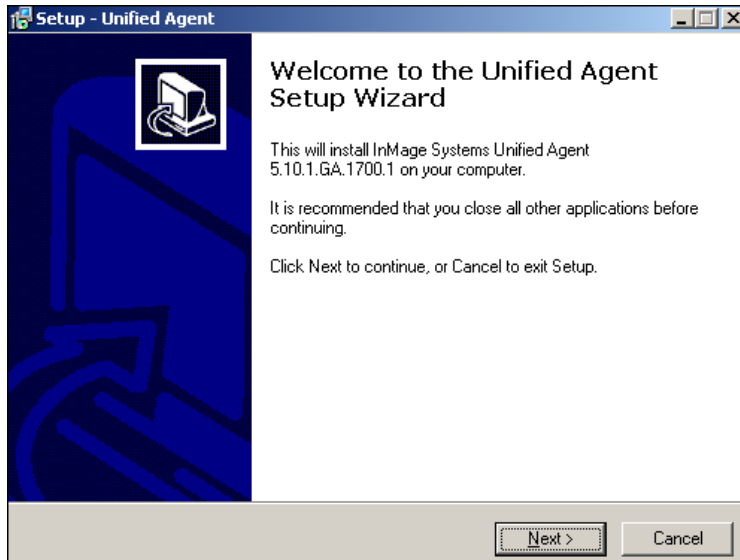 Setup - Unified Agent
Welcome to the Unified Agent
Setup Wizard
This will install InMage Systems Unified Agent
5.10.1.GA.1700.1 on your computer.
It is recommended that you close all other applications before
continuing.
Click Next to continue, or Cancel to exit Setup.
Next >
Cancel